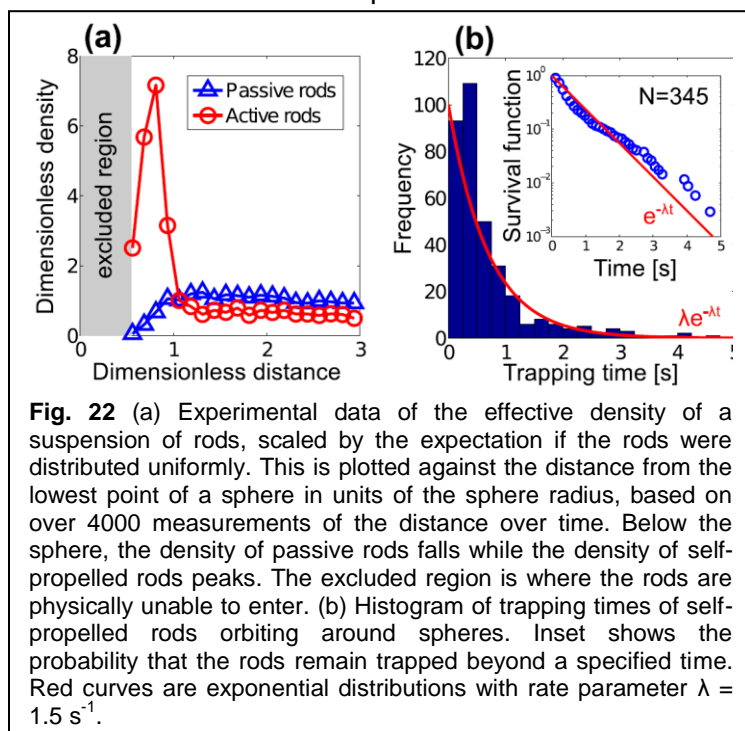 (a)
(b)
8
6
4
2
0
Dimensionless density
excluded region
Passive rods
Active rods
0 1 2 3
Dimensionless distance
120
100
80
60
40
20
0
Frequency
N=345
10⁰
10⁻¹
10⁻²
10⁻³
Survival function
e^-λt
0 1 2 3 4 5
Time [s]
λe^-λt
0 1 2 3 4 5
Trapping time [s]
Fig. 22 (a) Experimental data of the effective density of a
suspension of rods, scaled by the expectation if the rods were
distributed uniformly. This is plotted against the distance from the
lowest point of a sphere in units of the sphere radius, based on
over 4000 measurements of the distance over time. Below the
sphere, the density of passive rods falls while the density of self-
propelled rods peaks. The excluded region is where the rods are
physically unable to enter. (b) Histogram of trapping times of self-
propelled rods orbiting around spheres. Inset shows the
probability that the rods remain trapped beyond a specified time.
Red curves are exponential distributions with rate parameter λ =
1.5 s⁻¹.